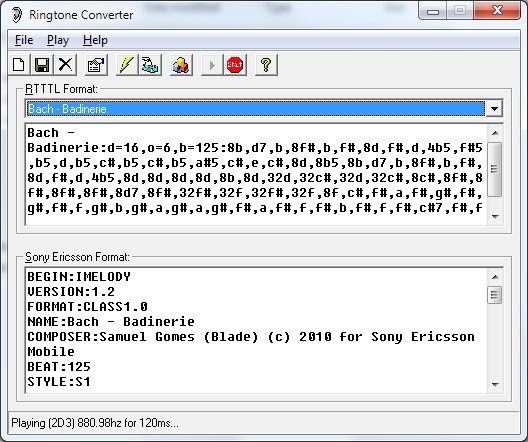 Ringtone Converter
File Play Help
Stop!
RTTTL Format:
Bach - Badinerie
Bach -
Badinerie:d=16,o=6,b=125:8b,d7,b,8f#,b,f#,8d,f#,d,4b5,f#5
,b5,d,b5,c#,b5,c#,b5,a#5,c#,e,c#,8d,8b5,8b,d7,b,8f#,b,f#,
8d,f#,d,4b5,8d,8d,8d,8d,8b,8d,32d,32c#,32d,32c#,8c#,8f#,8
f#,8f#,8f#,8d7,8f#,32f#,32f,32f#,32f,8f,c#,f#,a,f#,g#,f#,
g#,f#,f,g#,b,g#,a,g#,a,g#,f#,a,f#,f,f#,b,f#,f,f#,c#7,f#,f
Sony Ericsson Format:
BEGIN:IMELODY
VERSION:1.2
FORMAT:CLASS1.0
NAME:Bach - Badinerie
COMPOSER:Samuel Gomes (Blade) (c) 2010 for Sony Ericsson
Mobile
BEAT:125
STYLE:S1
Playing (2D3) 880.98hz for 120ms...